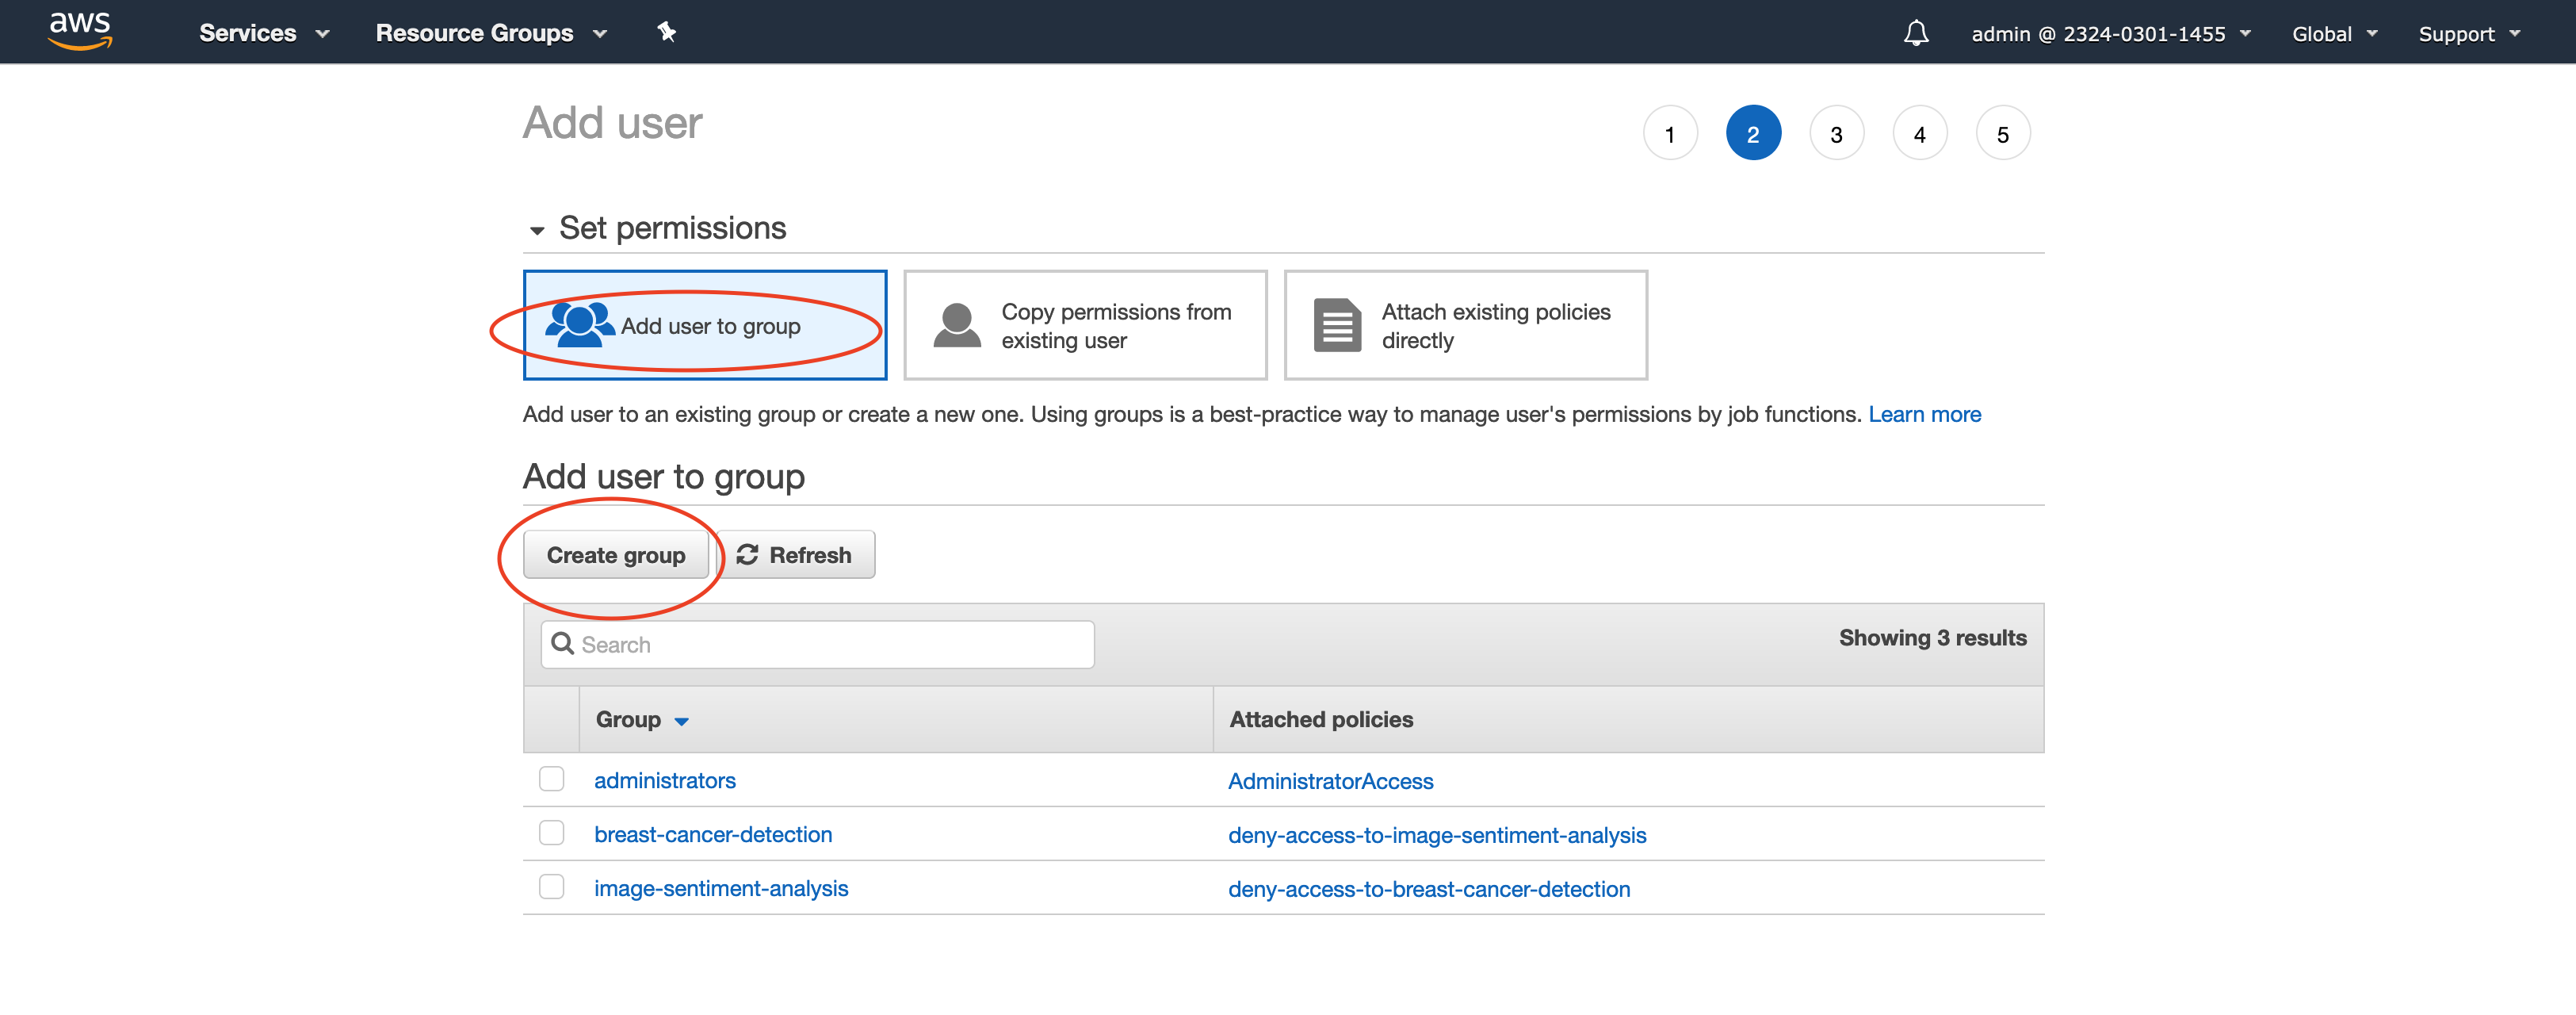 aws Services Resource Groups admin @ 2324-0301-1455 Global Support
Add user 1 2 3 4 5
Set permissions
Add user to group
Copy permissions from
existing user
Attach existing policies
directly
Add user to an existing group or create a new one. Using groups is a best-practice way to manage user's permissions by job functions. Learn more
Add user to group
Create group Refresh
Search Showing 3 results
Group Attached policies
administrators AdministratorAccess
breast-cancer-detection deny-access-to-image-sentiment-analysis
image-sentiment-analysis deny-access-to-breast-cancer-detection